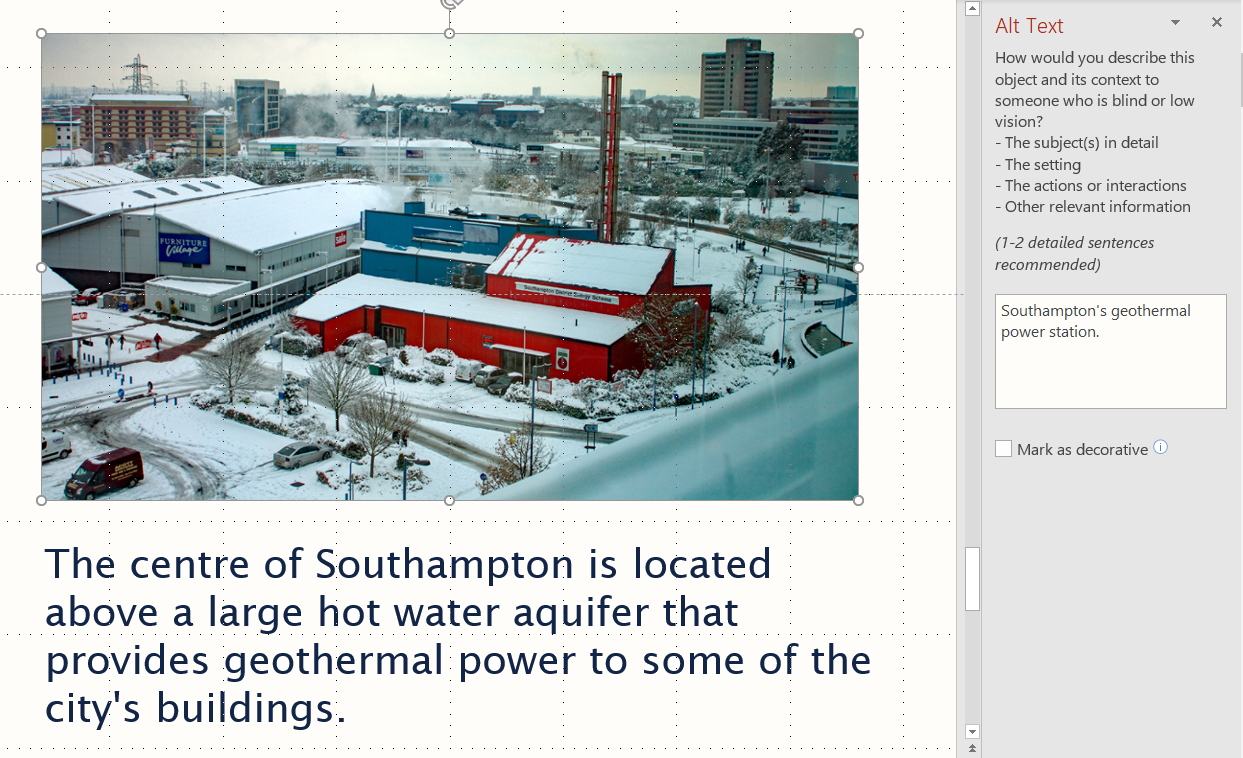 FURNITURE
Village
sale
Southampton District Energy Scheme
The centre of Southampton is located
above a large hot water aquifer that
provides geothermal power to some of the
city's buildings.
Alt Text
How would you describe this
object and its context to
someone who is blind or low
vision?
- The subject(s) in detail
- The setting
- The actions or interactions
- Other relevant information
(1-2 detailed sentences
recommended)
Southampton's geothermal
power station.
Mark as decorative